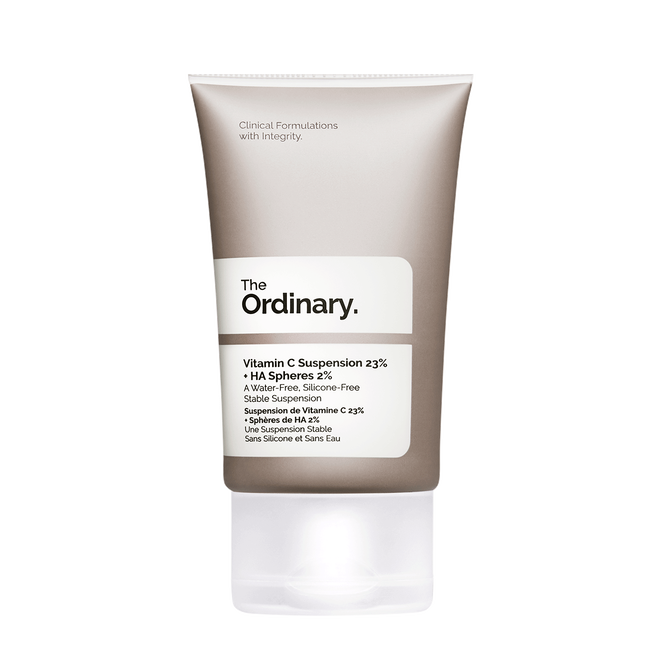 Clinical Formulations
with Integrity.
The
Ordinary.
Vitamin C Suspension 23%
+ HA Spheres 2%
A Water-Free, Silicone-Free
Stable Suspension
Suspension de Vitamine C 23%
+ Sphères de HA 2%
Une Suspension Stable
Sans Silicone et Sans Eau